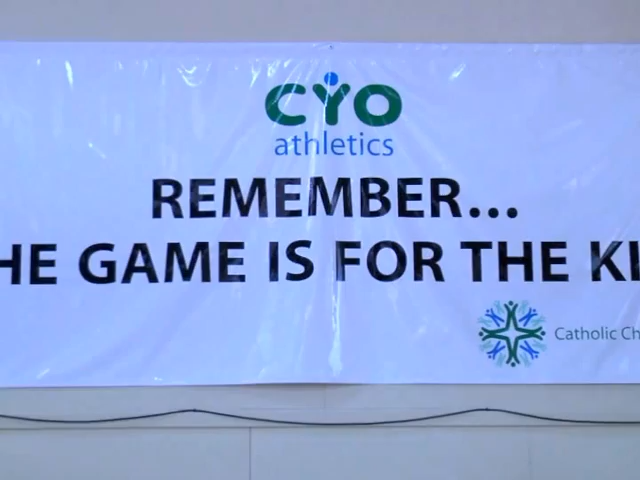 CYO
athletics
REMEMBER...
HE GAME IS FOR THE KI
Catholic Ch